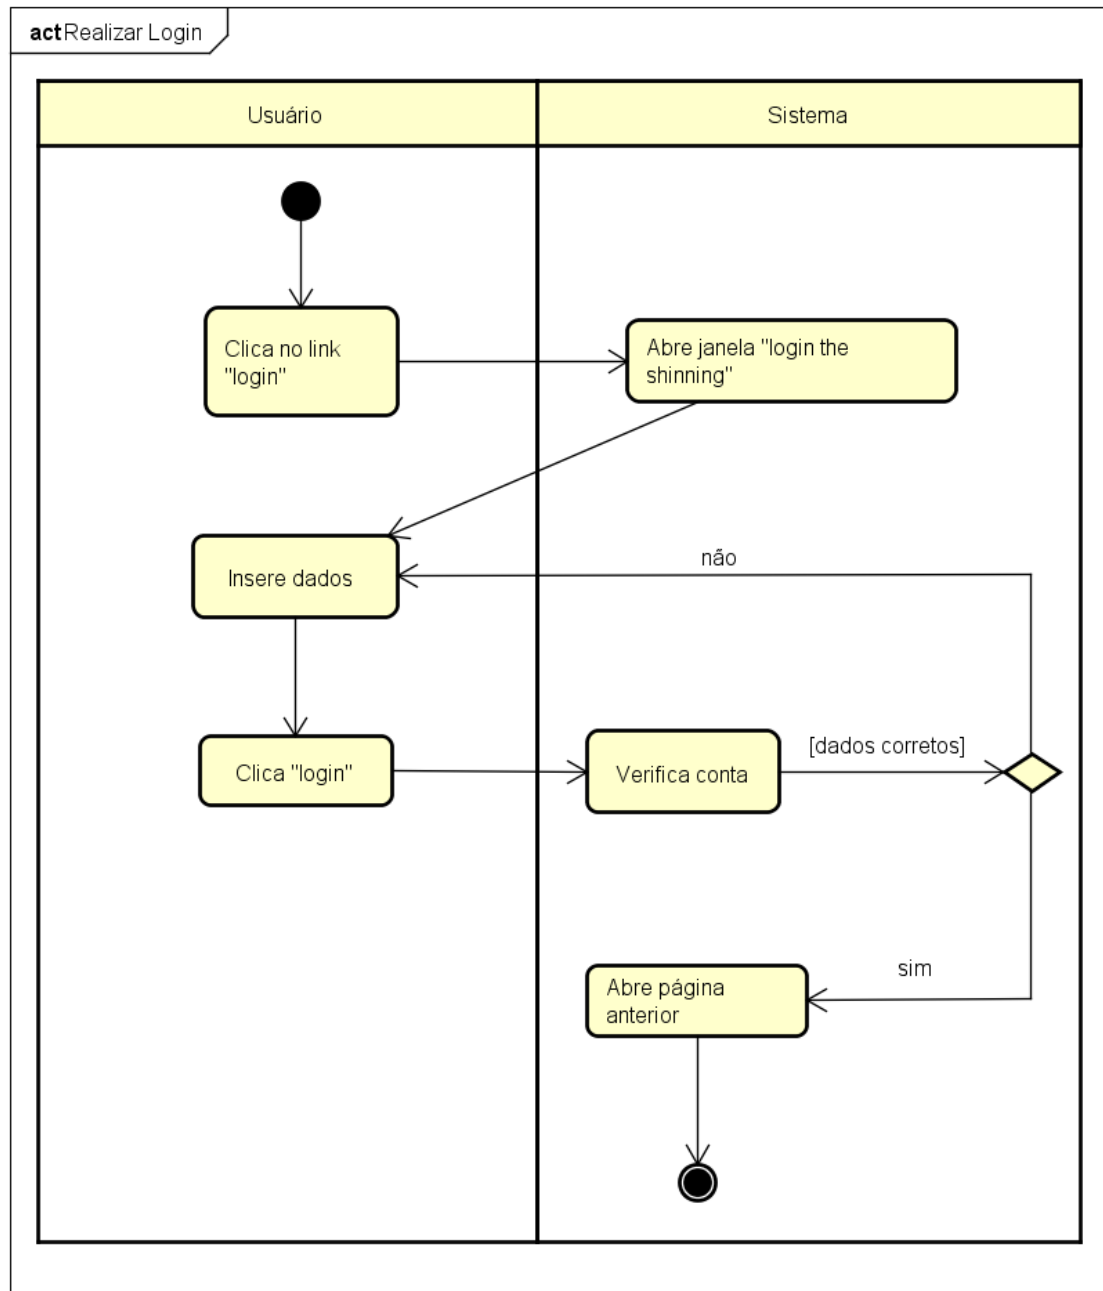 act Realizar Login
Usuário
Sistema
Clica no link
"login"
Abre janela "login the
shinning"
Insere dados
não
Clica "login"
Verifica conta
[dados corretos]
Abre página
anterior
sim